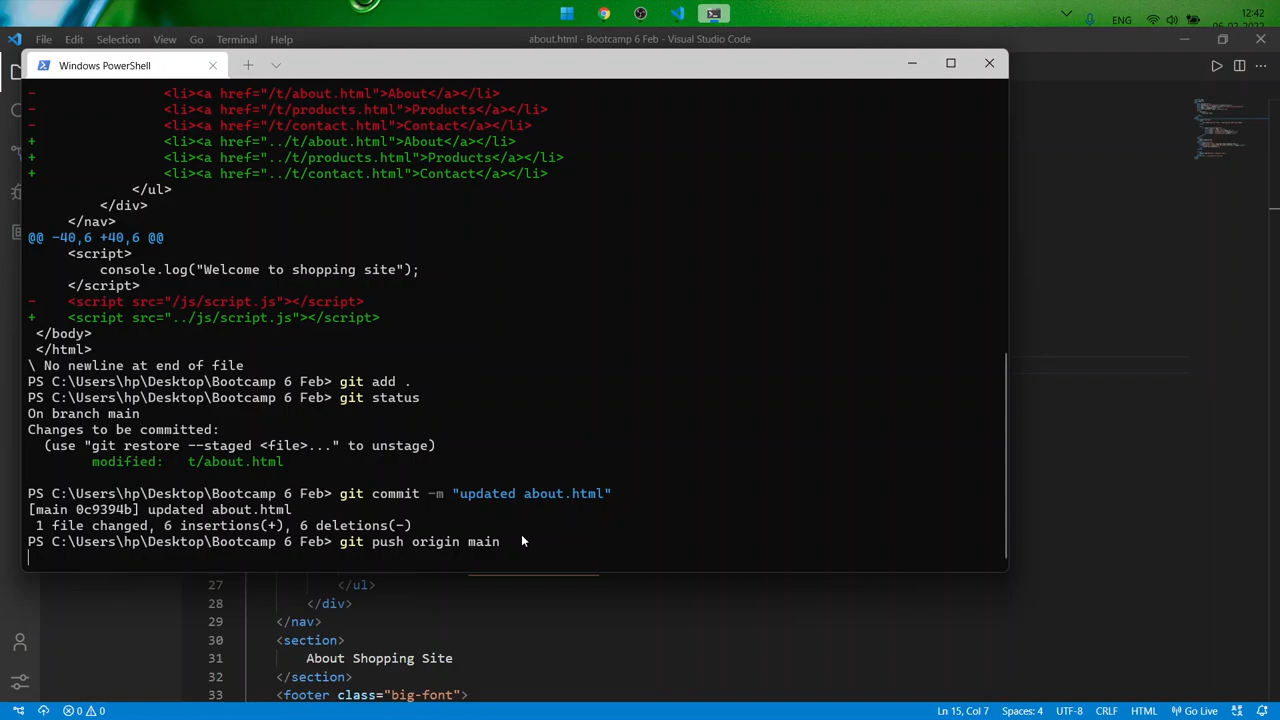 ENG
12:42
File Edit Selection View Go Terminal Help
about.html - Bootcamp 6 Feb - Visual Studio Code
Windows PowerShell
- <li><a href="/t/about.html">About</a></li>
- <li><a href="/t/products.html">Products</a></li>
- <li><a href="/t/contact.html">Contact</a></li>
+ <li><a href="../t/about.html">About</a></li>
+ <li><a href="../t/products.html">Products</a></li>
+ <li><a href="../t/contact.html">Contact</a></li>
</ul>
</div>
</nav>
@@ -40,6 +40,6 @@
<script>
console.log("Welcome to shopping site");
</script>
- <script src="/js/script.js"></script>
+ <script src="../js/script.js"></script>
</body>
</html>
\ No newline at end of file
PS C:\Users\hp\Desktop\Bootcamp 6 Feb> git add .
PS C:\Users\hp\Desktop\Bootcamp 6 Feb> git status
On branch main
Changes to be committed:
(use "git restore --staged <file>..." to unstage)
modified: t/about.html
PS C:\Users\hp\Desktop\Bootcamp 6 Feb> git commit -m "updated about.html"
[main 0c9394b] updated about.html
1 file changed, 6 insertions(+), 6 deletions(-)
PS C:\Users\hp\Desktop\Bootcamp 6 Feb> git push origin main
27 </ul>
28 </div>
29 </nav>
30 <section>
31 About Shopping Site
32 </section>
33 <footer class="big-font">
0 0 Ln 15, Col 7 Spaces: 4 UTF-8 CRLF HTML Go Live